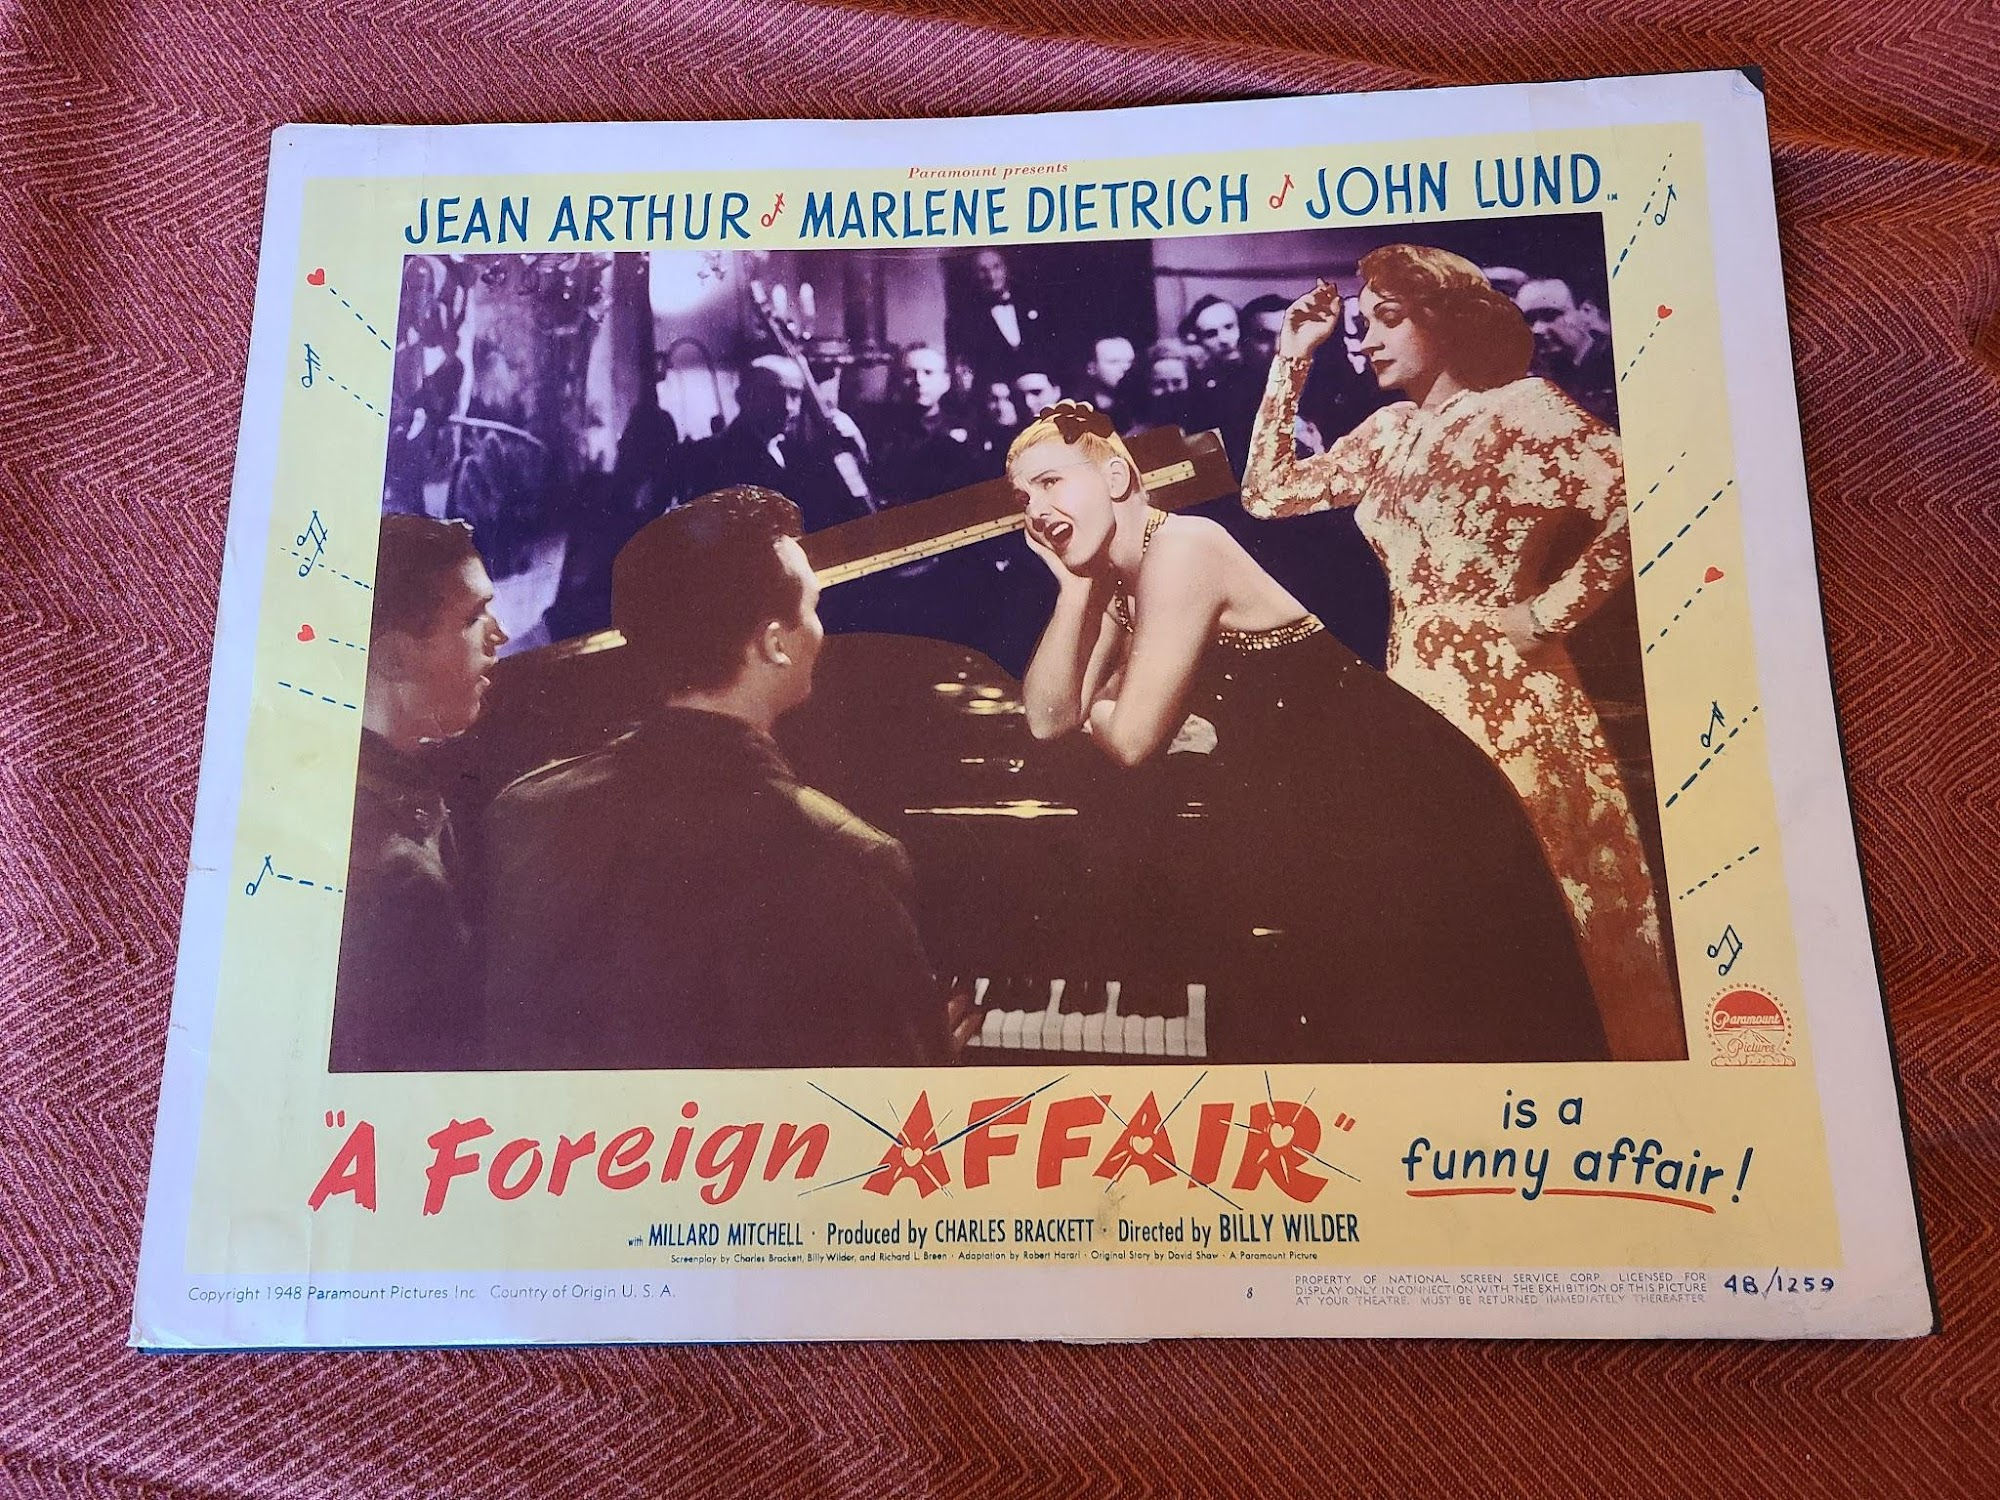 Paramount presents
JEAN ARTHUR MARLENE DIETRICH JOHN LUND IN
Paramount
Pictures
"A Foreign AFFAIR"
is a
funny affair!
with MILLARD MITCHELL · Produced by CHARLES BRACKETT · Directed by BILLY WILDER
Screenplay by Charles Brackett, Billy Wilder, and Richard L. Breen · Adaptation by Robert Harari · Original Story by David Shaw · A Paramount Picture
Copyright 1948 Paramount Pictures Inc. Country of Origin U. S. A.
8
PROPERTY OF NATIONAL SCREEN SERVICE CORP. LICENSED FOR
DISPLAY ONLY IN CONNECTION WITH THE EXHIBITION OF THIS PICTURE
AT YOUR THEATRE. MUST BE RETURNED IMMEDIATELY THEREAFTER
48/1259